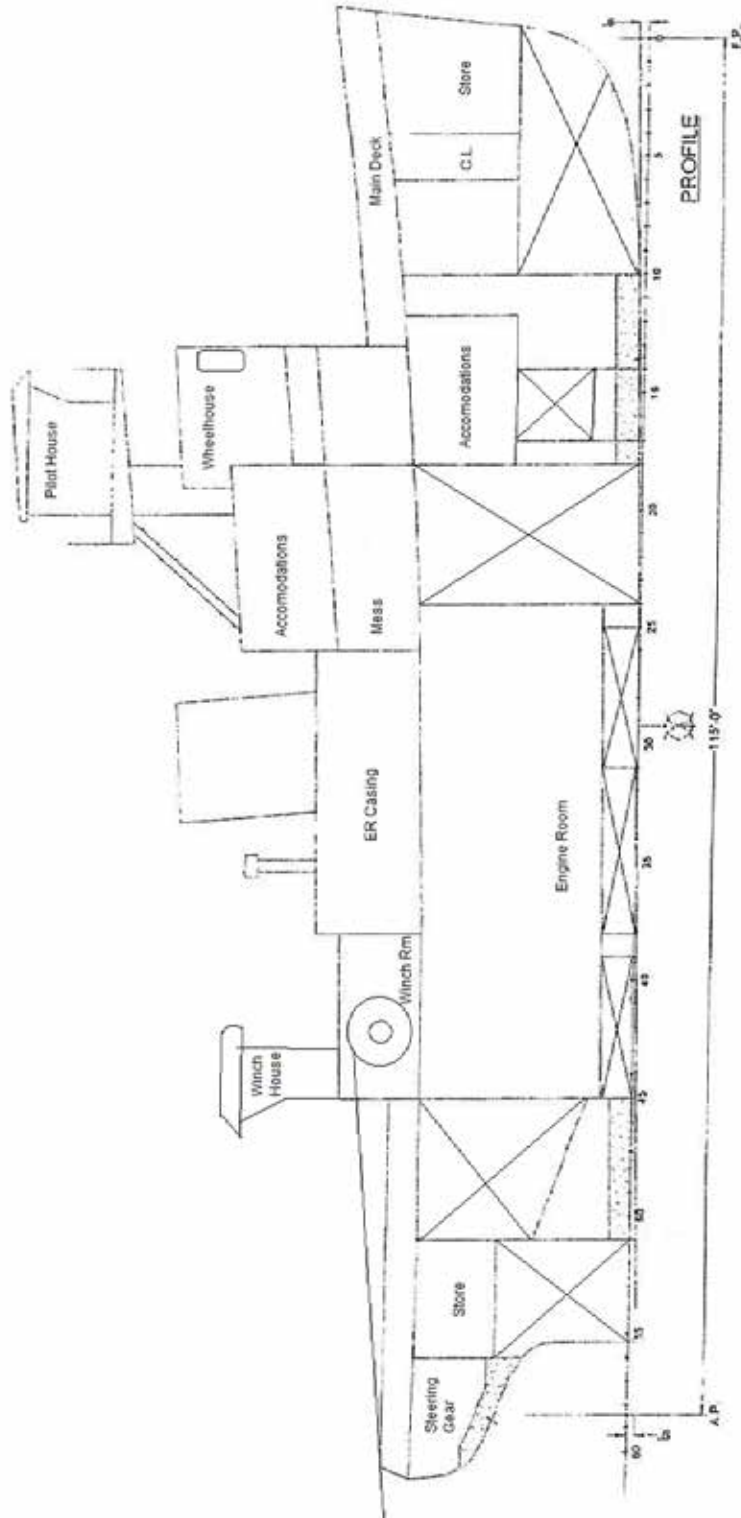 Pilot House
Winch House
Accomodations
Wheelhouse
Main Deck
Winch Rm
ER Casing
Mess
Steering Gear
Store
Engine Room
Accomodations
C.L.
Store
60 55 50 45 40 35 30 25 20 15 10 5 0
PROFILE
A.P.
115'-0"
F.P.